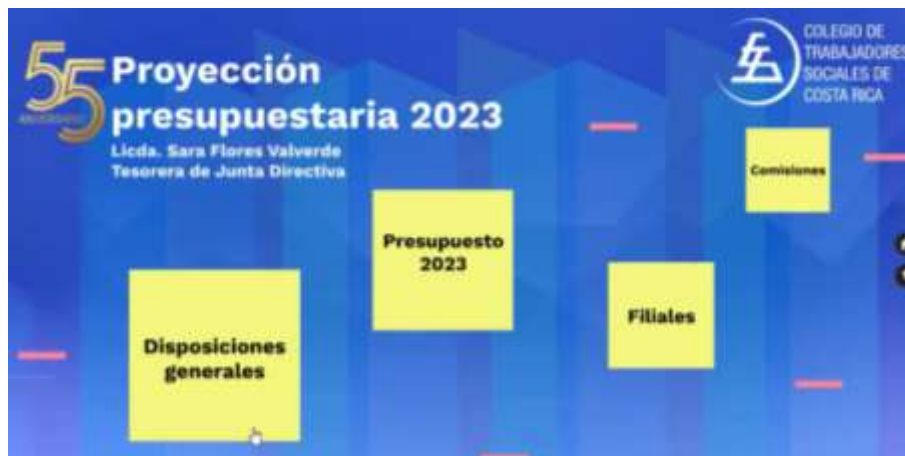 55
ANIVERSARIO
Proyección
presupuestaria 2023
Licda. Sara Flores Valverde
Tesorera de Junta Directiva
COLEGIO DE
TRABAJADORES
SOCIALES DE
COSTA RICA
Comisiones
Presupuesto
2023
Filiales
Disposiciones
generales